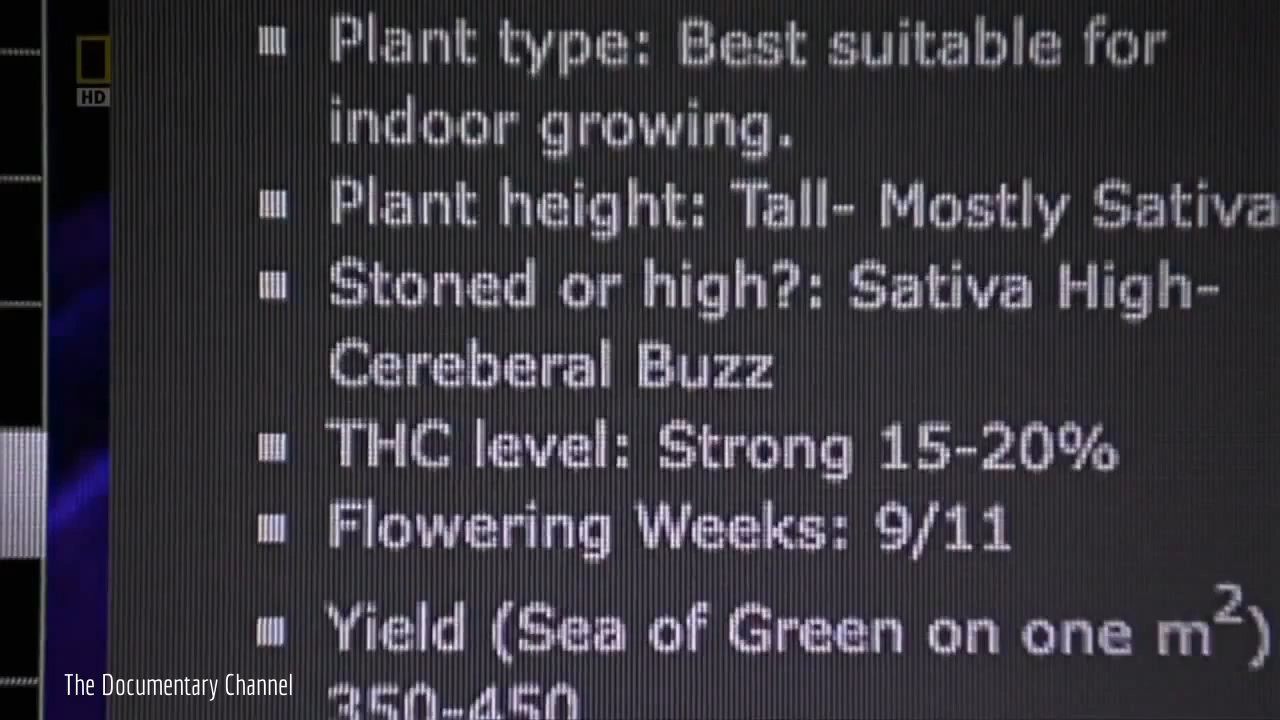 HD
Plant type: Best suitable for
indoor growing.
Plant height: Tall- Mostly Sativa
Stoned or high?: Sativa High-
Cereberal Buzz
THC level: Strong 15-20%
Flowering Weeks: 9/11
Yield (Sea of Green on one m²)
350-450
The Documentary Channel